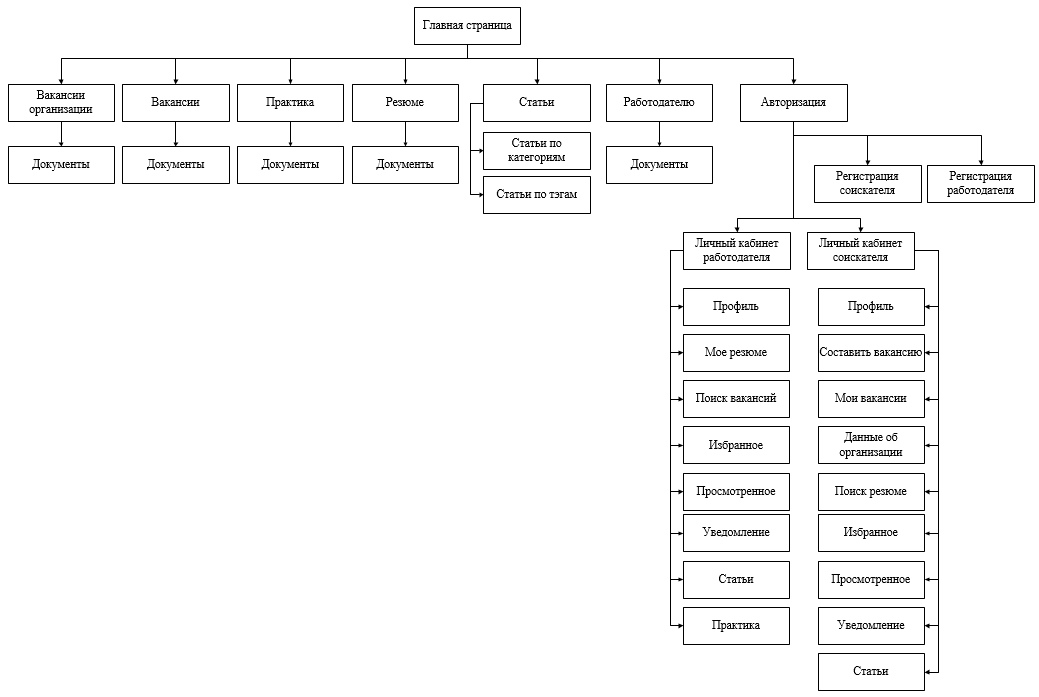 Главная страница
Вакансии
организации
Вакансии
Практика
Резюме
Статьи
Работодателю
Авторизация
Документы
Документы
Документы
Документы
Статьи по
категориям
Документы
Статьи по тэгам
Регистрация
соискателя
Регистрация
работодателя
Личный кабинет
работодателя
Личный кабинет
соискателя
Профиль
Профиль
Мое резюме
Составить вакансию
Поиск вакансий
Мои вакансии
Избранное
Данные об
организации
Просмотренное
Поиск резюме
Уведомление
Избранное
Статьи
Просмотренное
Практика
Уведомление
Статьи